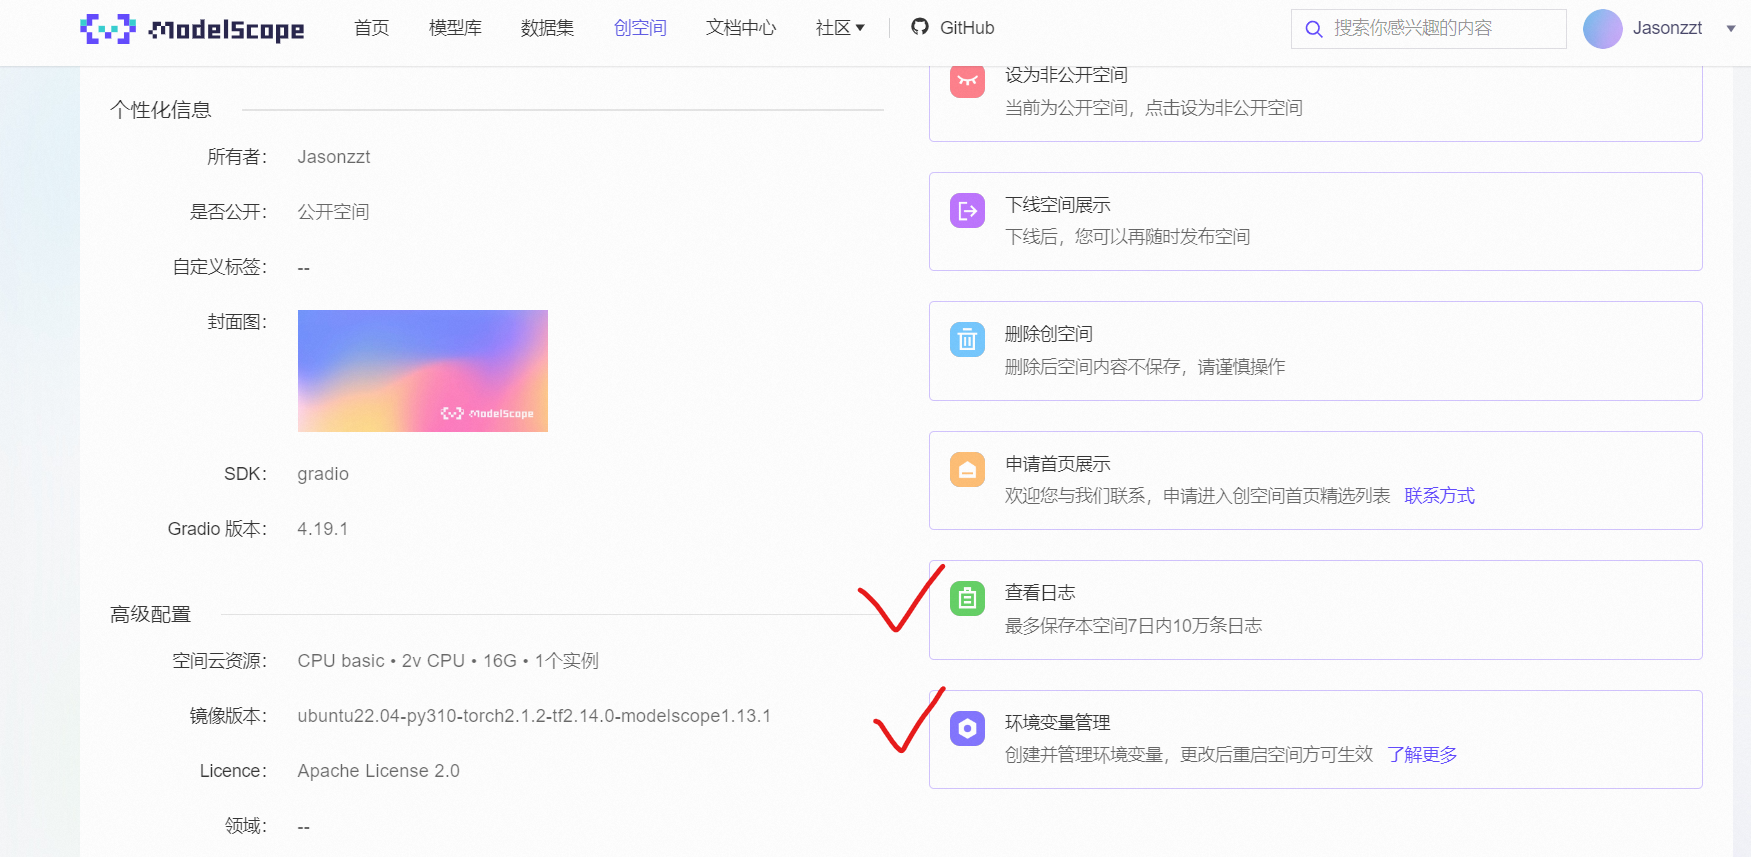 ModelScope 首页 模型库 数据集 创空间 文档中心 社区 GitHub 搜索你感兴趣的内容 Jasonzzt
个性化信息
所有者： Jasonzzt
是否公开： 公开空间
自定义标签： --
封面图：
ModelScope
SDK： gradio
Gradio 版本： 4.19.1
高级配置
空间云资源： CPU basic • 2v CPU • 16G • 1个实例
镜像版本： ubuntu22.04-py310-torch2.1.2-tf2.14.0-modelscope1.13.1
Licence： Apache License 2.0
领域： --
设为非公开空间
当前为公开空间，点击设为非公开空间
下线空间展示
下线后，您可以再随时发布空间
删除创空间
删除后空间内容不保存，请谨慎操作
申请首页展示
欢迎您与我们联系，申请进入创空间首页精选列表 联系方式
查看日志
最多保存本空间7日内10万条日志
环境变量管理
创建并管理环境变量，更改后重启空间方可生效 了解更多